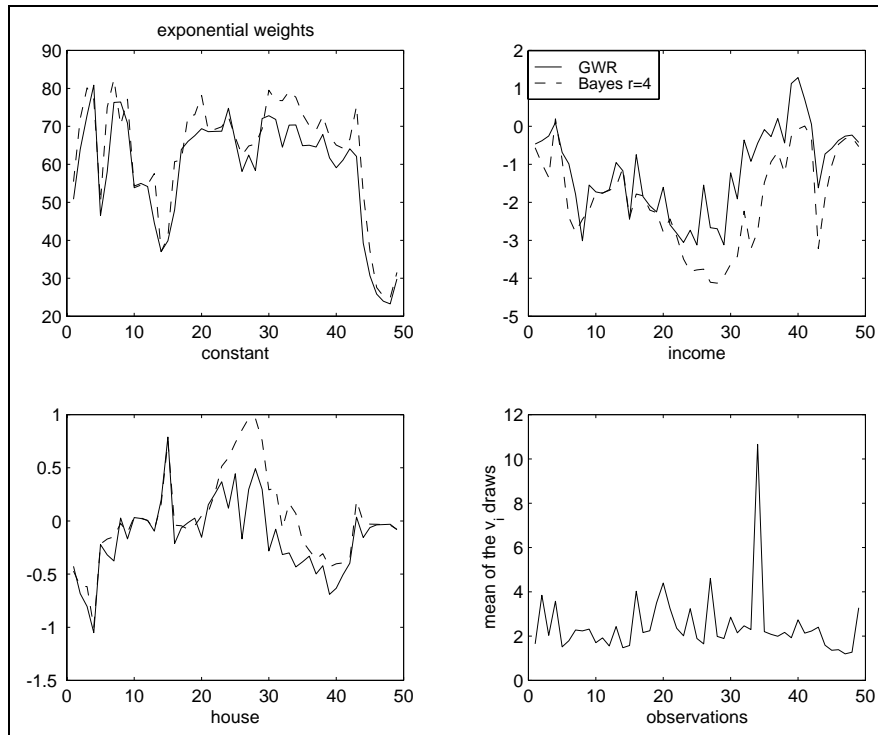 exponential weights
90
80
70
60
50
40
30
20
0 10 20 30 40 50
constant
2
1
0
-1
-2
-3
-4
-5
0 10 20 30 40 50
income
GWR
Bayes r=4
1
0.5
0
-0.5
-1
-1.5
0 10 20 30 40 50
house
12
10
8
6
4
2
0
0 10 20 30 40 50
observations
mean of the v_i draws